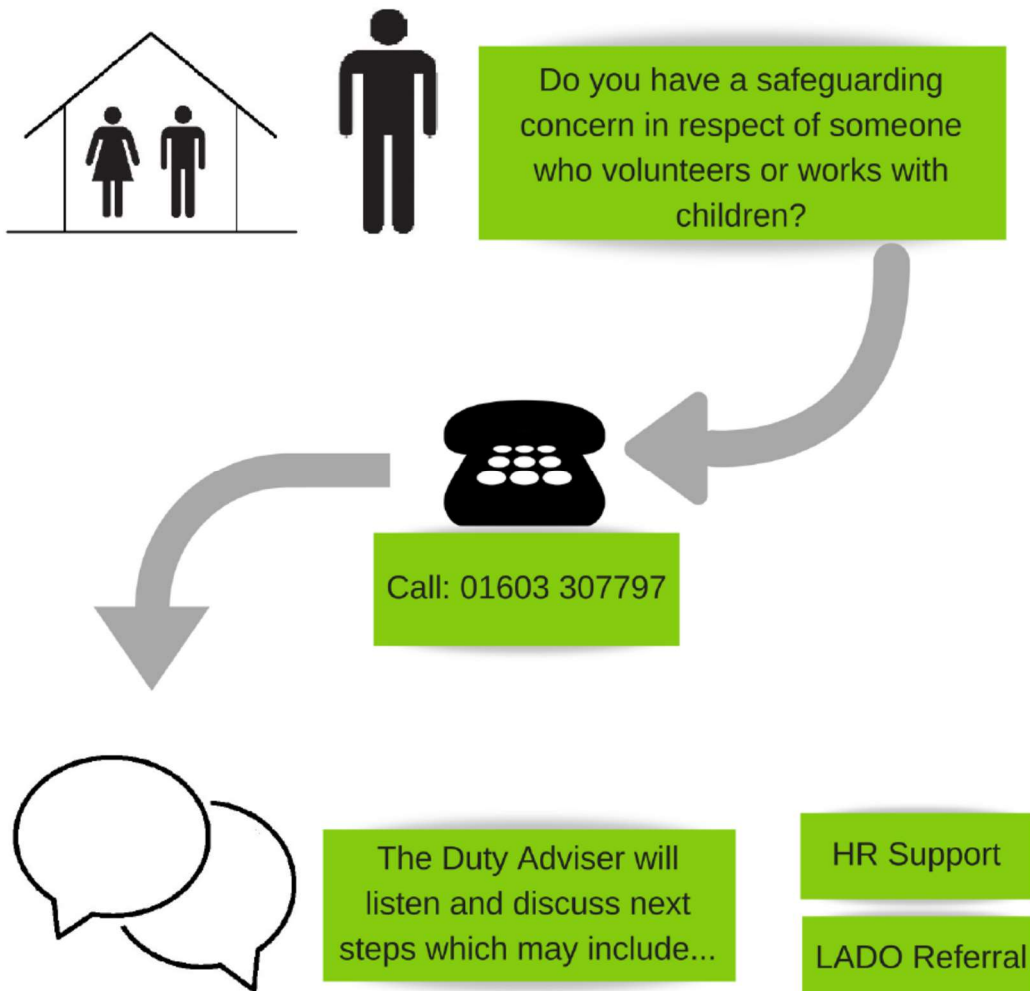 Do you have a safeguarding
concern in respect of someone
who volunteers or works with
children?
Call: 01603 307797
The Duty Adviser will
listen and discuss next
steps which may include...
HR Support
LADO Referral